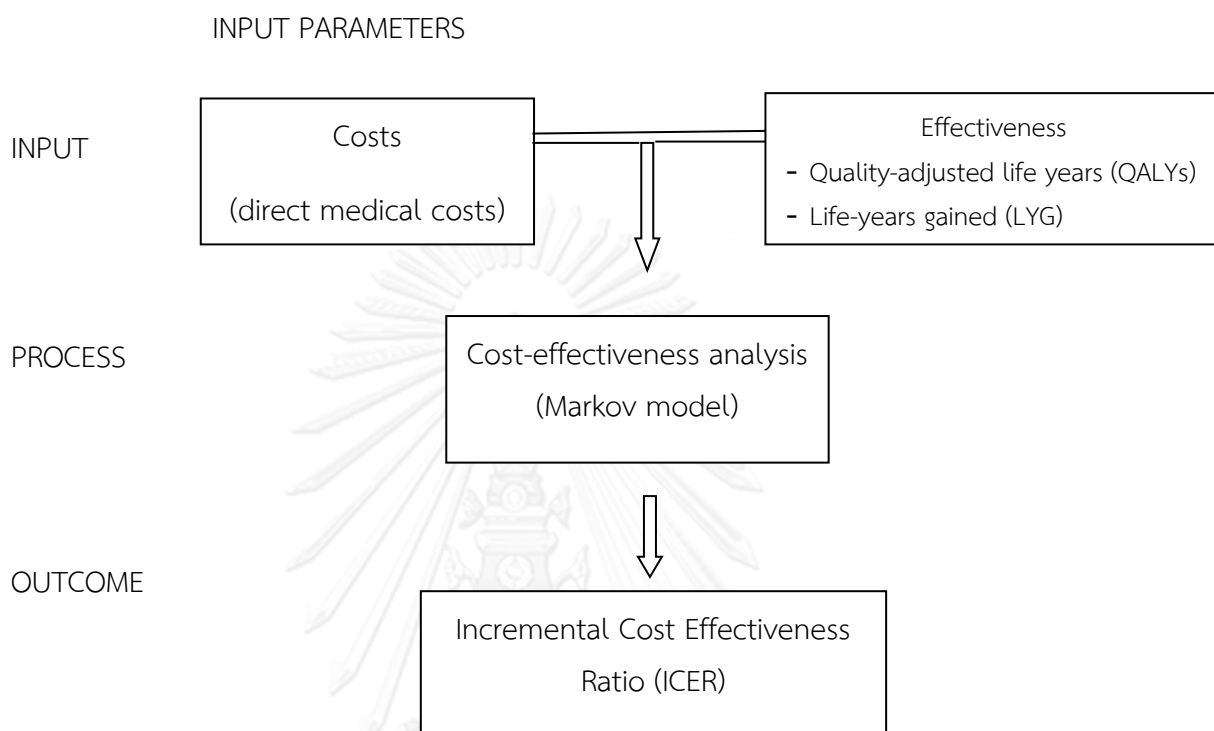 INPUT PARAMETERS
INPUT
Costs
(direct medical costs)
Effectiveness
- Quality-adjusted life years (QALYs)
- Life-years gained (LYG)
PROCESS
Cost-effectiveness analysis
(Markov model)
OUTCOME
Incremental Cost Effectiveness
Ratio (ICER)